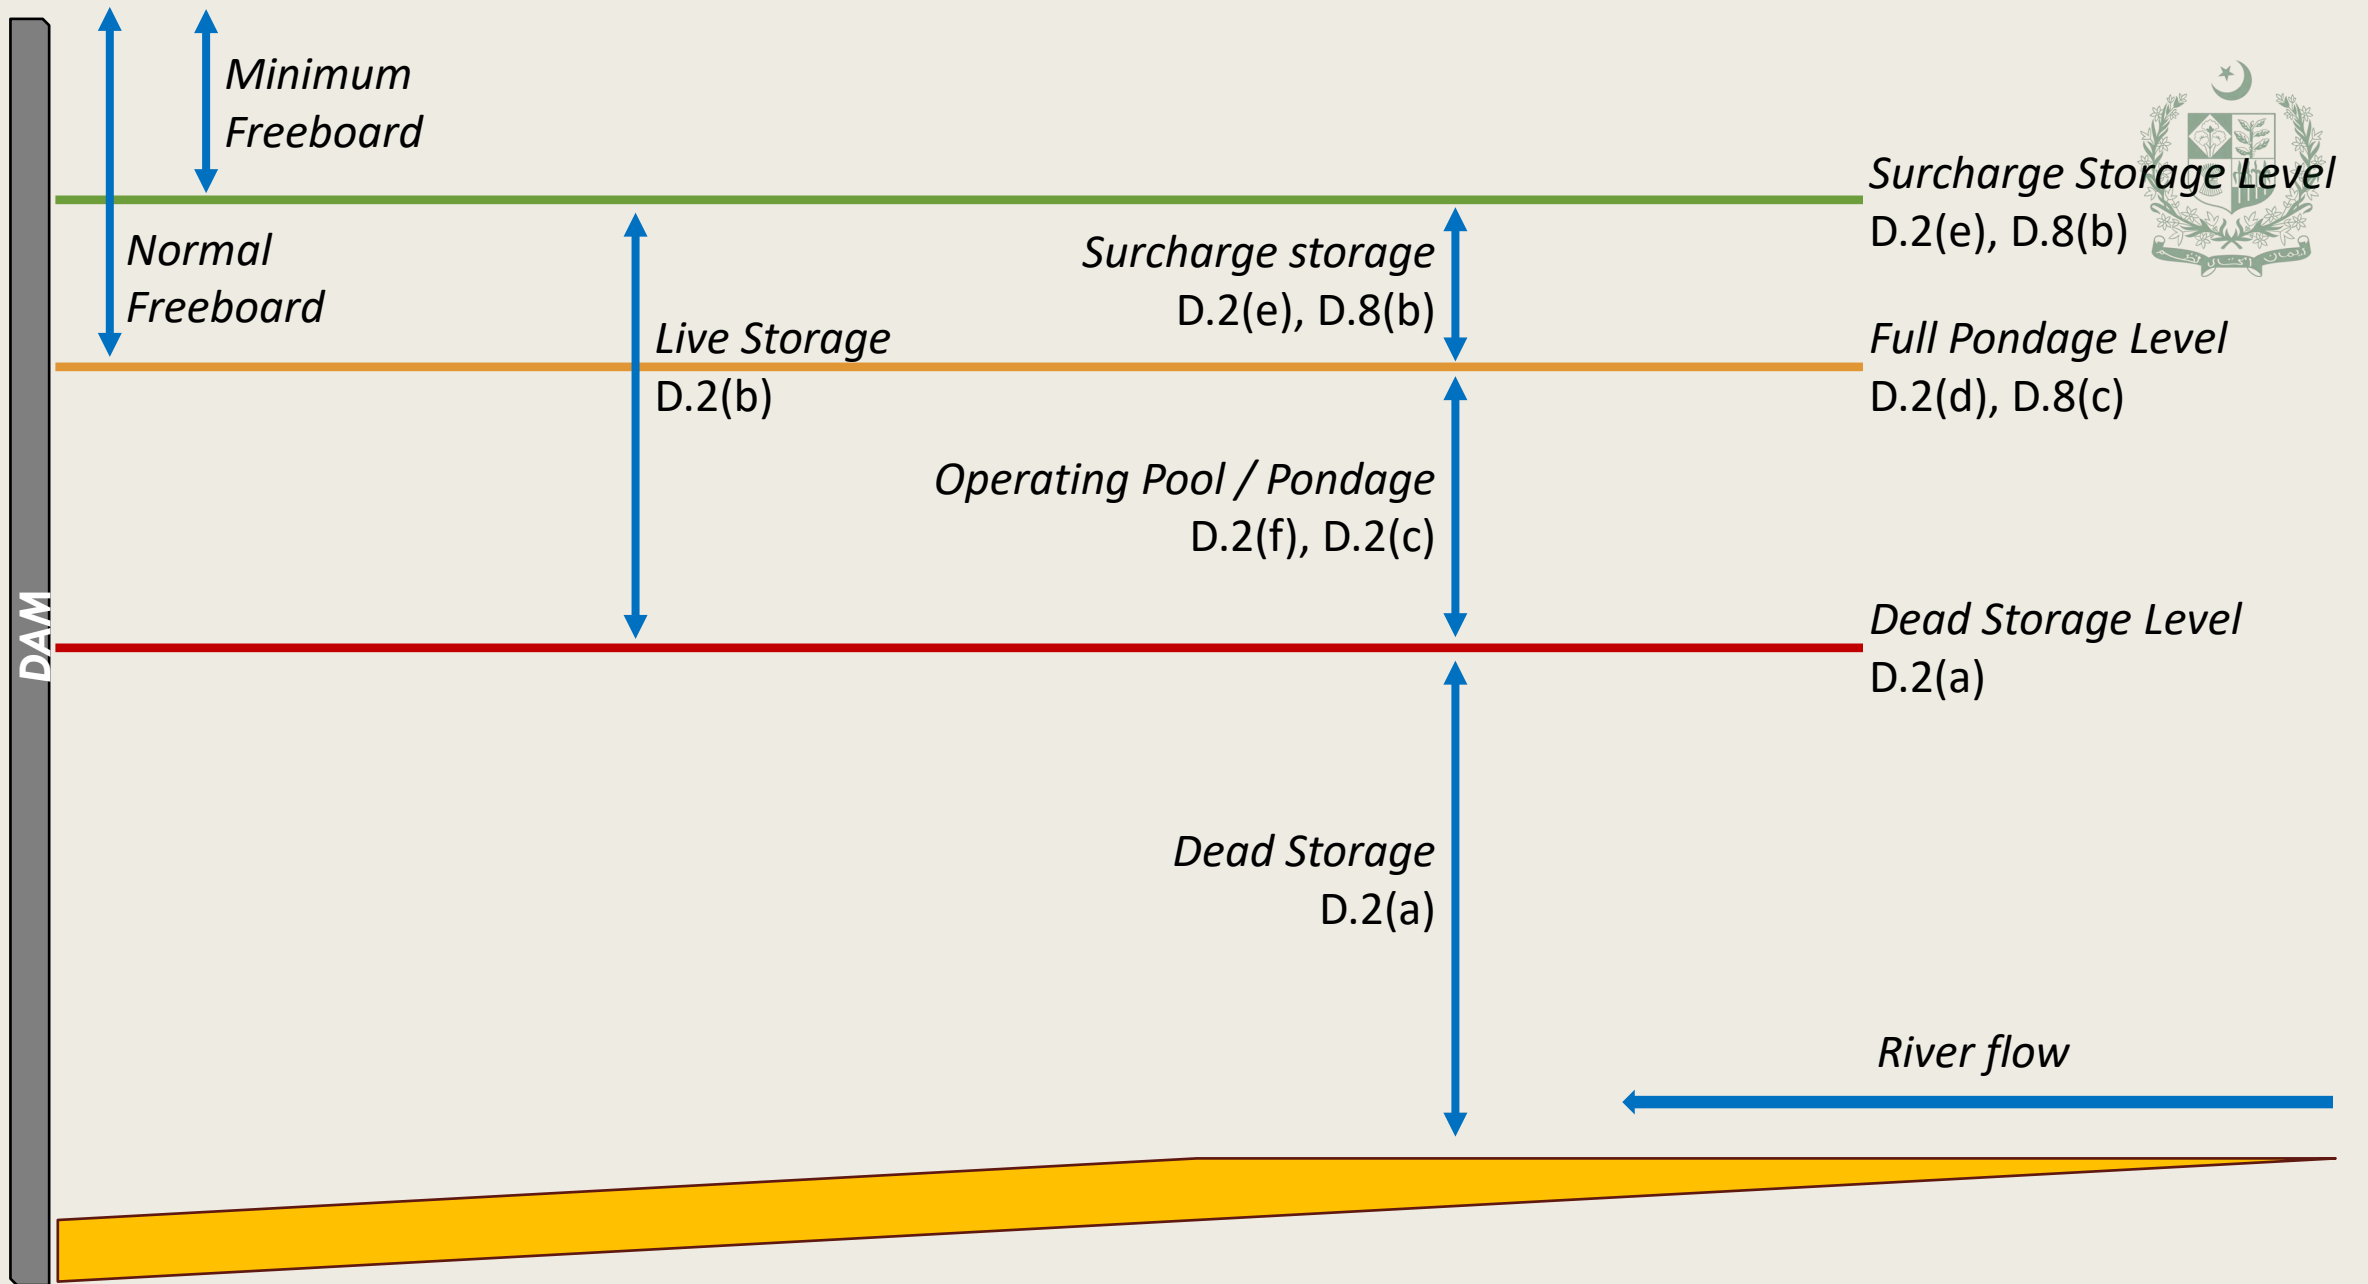 Minimum
Freeboard
Surcharge Storage Level
D.2(e), D.8(b)
Normal
Freeboard
Surcharge storage
D.2(e), D.8(b)
Live Storage
D.2(b)
Full Pondage Level
D.2(d), D.8(c)
Operating Pool / Pondage
D.2(f), D.2(c)
DAM
Dead Storage Level
D.2(a)
Dead Storage
D.2(a)
River flow